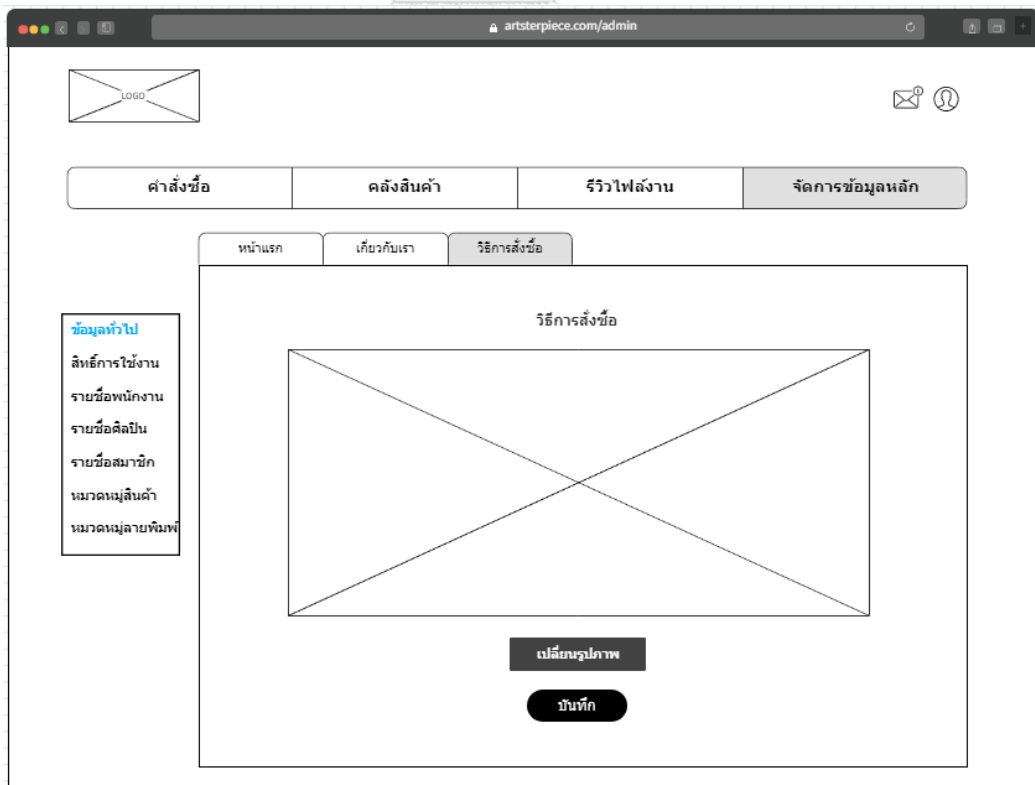 artsterpiece.com/admin
LOGO
คำสั่งซื้อ
คลังสินค้า
รีวิวไฟล์งาน
จัดการข้อมูลหลัก
หน้าแรก
เกี่ยวกับเรา
วิธีการสั่งซื้อ
ข้อมูลทั่วไป
สิทธิ์การใช้งาน
รายชื่อพนักงาน
รายชื่อศิลปิน
รายชื่อสมาชิก
หมวดหมู่สินค้า
หมวดหมู่ลายพิมพ์
วิธีการสั่งซื้อ
เปลี่ยนรูปภาพ
บันทึก